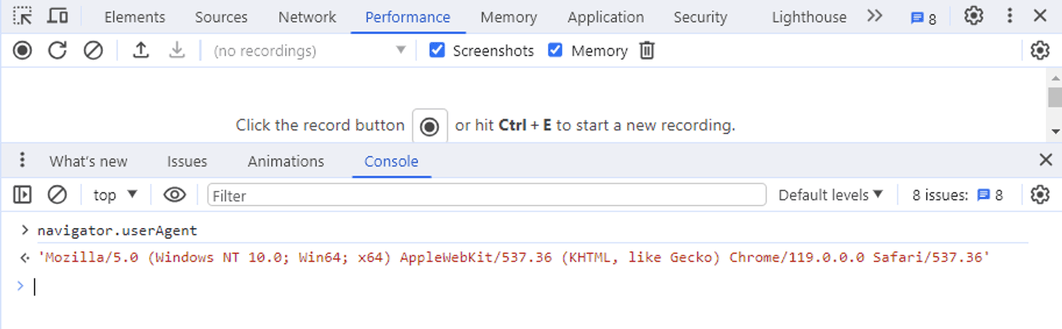 Elements Sources Network Performance Memory Application Security Lighthouse 8
(no recordings) Screenshots Memory
Click the record button or hit Ctrl + E to start a new recording.
What's new Issues Animations Console
top Filter Default levels 8 issues: 8
navigator.userAgent
'Mozilla/5.0 (Windows NT 10.0; Win64; x64) AppleWebKit/537.36 (KHTML, like Gecko) Chrome/119.0.0.0 Safari/537.36'